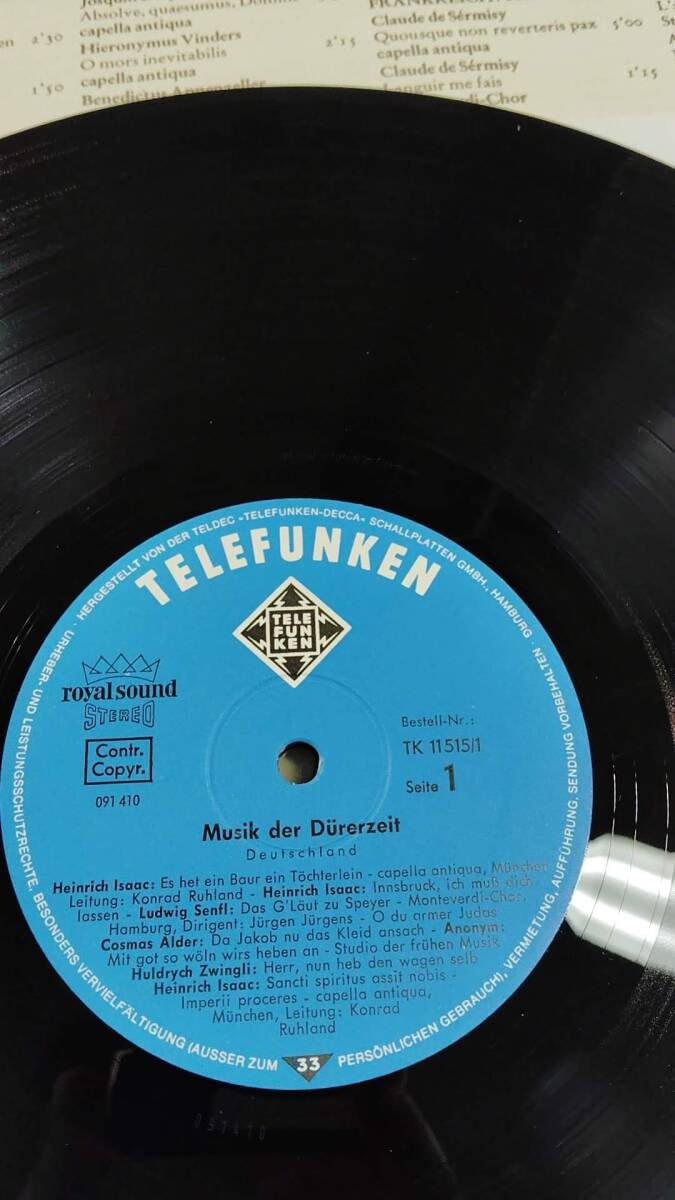 Absolve, quaesumus, Domine
en 2'30 capella antiqua
Hieronymus Vinders 2'15
O mors inevitabilis
1'50 capella antiqua
Benedictus
Claude de Sérmisy
Quousque non reverteris pax 5'00
capella antiqua
Claude de Sérmisy
Languir me fais 1'15
URHEBER- UND LEISTUNGSSCHUTZRECHTE, BESONDERS VERVIELFÄLTIGUNG (AUSSER ZUM PERSÖNLICHEN GEBRAUCH), VERMIETUNG, AUFFÜHRUNG, SENDUNG VORBEHALTEN · HERGESTELLT VON DER TELDEC »TELEFUNKEN-DECCA« SCHALLPLATTEN GMBH., HAMBURG
TELEFUNKEN
TELE
FUN
KEN
royal sound
STEREO
Contr.
Copyr.
091 410
Bestell-Nr.:
TK 11 515/1
Seite 1
Musik der Dürerzeit
Deutschland
Heinrich Isaac: Es het ein Baur ein Töchterlein - capella antiqua, München
Leitung: Konrad Ruhland - Heinrich Isaac: Innsbruck, ich muß dich
lassen - Ludwig Senfl: Das G'Läut zu Speyer - Monteverdi-Chor,
Hamburg, Dirigent: Jürgen Jürgens - O du armer Judas
Cosmas Alder: Da Jakob nu das Kleid ansach - Anonym:
Mit got so wöln wirs heben an - Studio der frühen Musik
Huldrych Zwingli: Herr, nun heb den wagen selb
Heinrich Isaac: Sancti spiritus assit nobis -
Imperii proceres - capella antiqua,
München, Leitung: Konrad
Ruhland
33